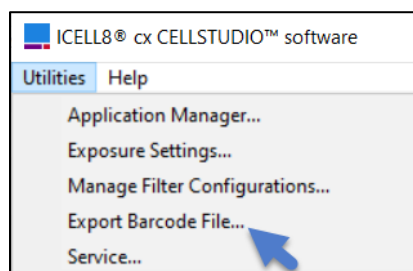 ICELL8® cx CELLSTUDIO™ software
Utilities Help
Application Manager...
Exposure Settings...
Manage Filter Configurations...
Export Barcode File...
Service...